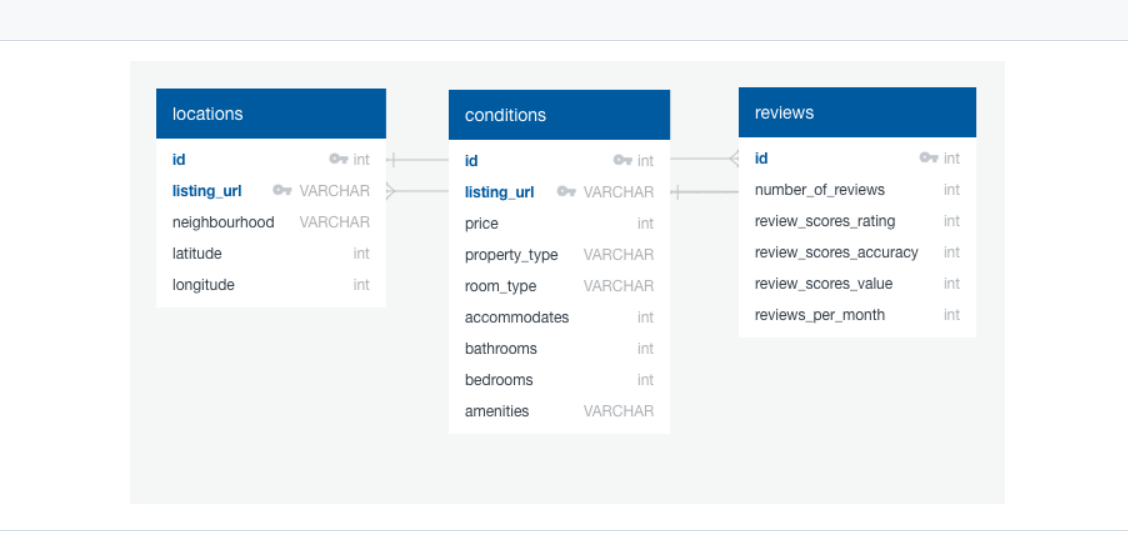 locations
id int
listing_url VARCHAR
neighbourhood VARCHAR
latitude int
longitude int
conditions
id int
listing_url VARCHAR
price int
property_type VARCHAR
room_type VARCHAR
accommodates int
bathrooms int
bedrooms int
amenities VARCHAR
reviews
id int
number_of_reviews int
review_scores_rating int
review_scores_accuracy int
review_scores_value int
reviews_per_month int